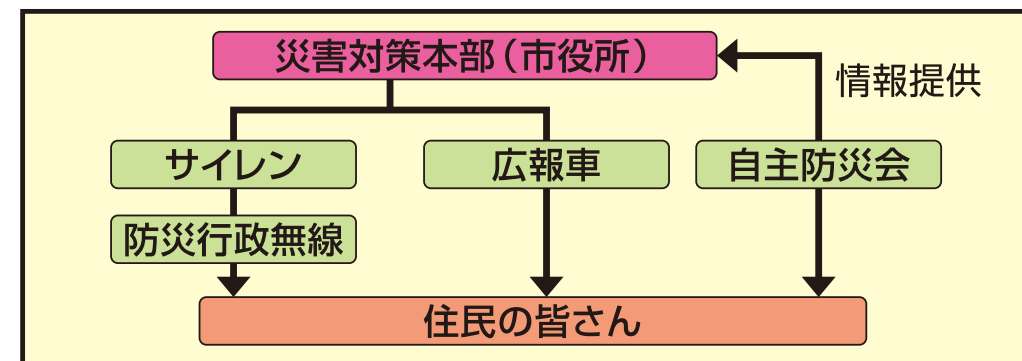 災害対策本部（市役所）
情報提供
サイレン
広報車
自主防災会
防災行政無線
住民の皆さん